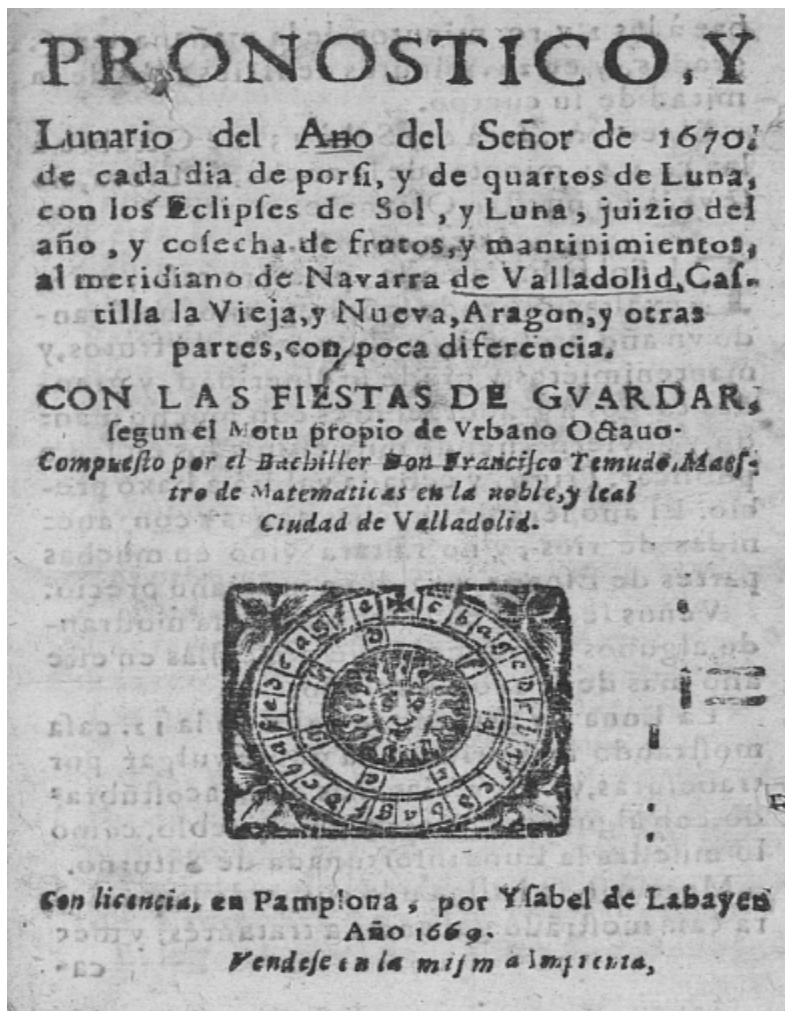 PRONOSTICO, Y
Lunario del Ano del Señor de 1670.
de cada dia de porsi, y de quartos de Luna,
con los Eclipses de Sol, y Luna, juizio del
año, y cosecha de frutos, y mantinimientos,
al meridiano de Navarra de Valladolid, Cas-
tilla la Vieja, y Nueva, Aragon, y otras
partes, con poca diferencia.
CON LAS FIESTAS DE GVARDAR,
segun el Motu propio de Vrbano Octauo.
Compuesto por el Bachiller Don Francisco Temudo, Maes-
tro de Matematicas en la noble, y leal
Ciudad de Valladolid.
Con licencia, en Pamplona, por Ysabel de Labayen
Año 1669.
Vendese en la misma Imprenta,